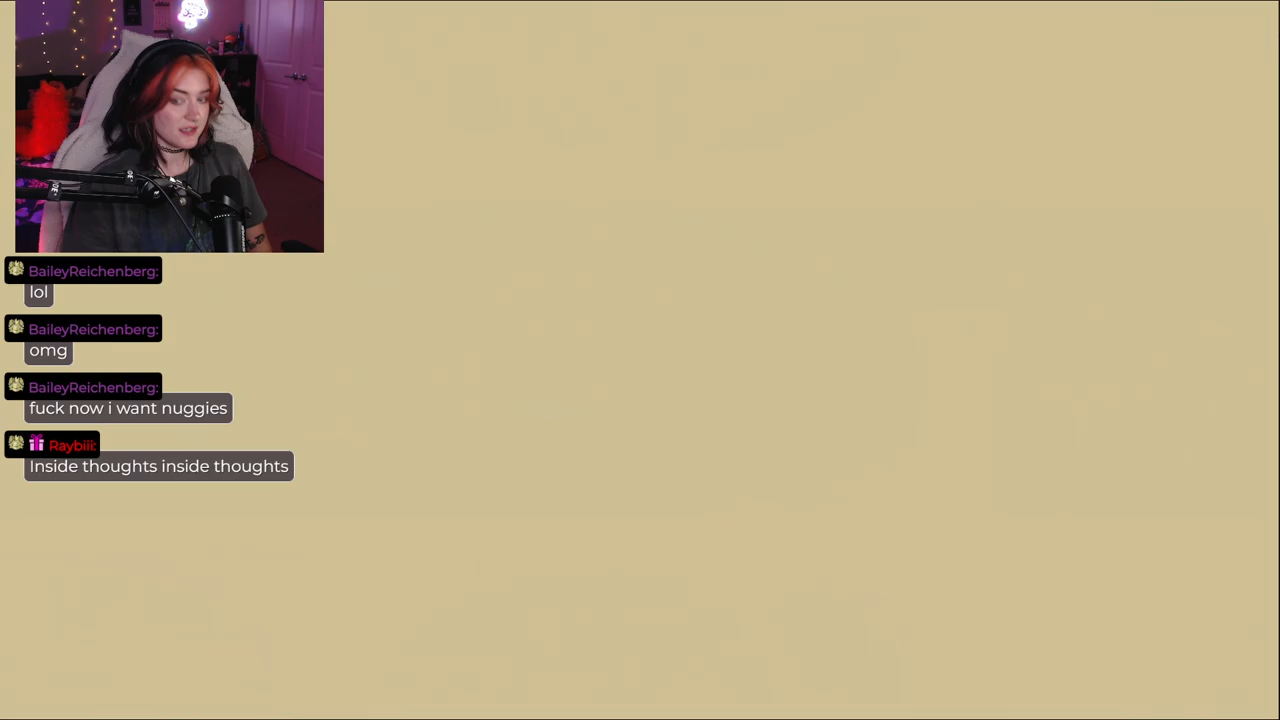 BaileyReichenberg:
lol
BaileyReichenberg:
omg
BaileyReichenberg:
fuck now i want nuggies
Raybiii:
Inside thoughts inside thoughts